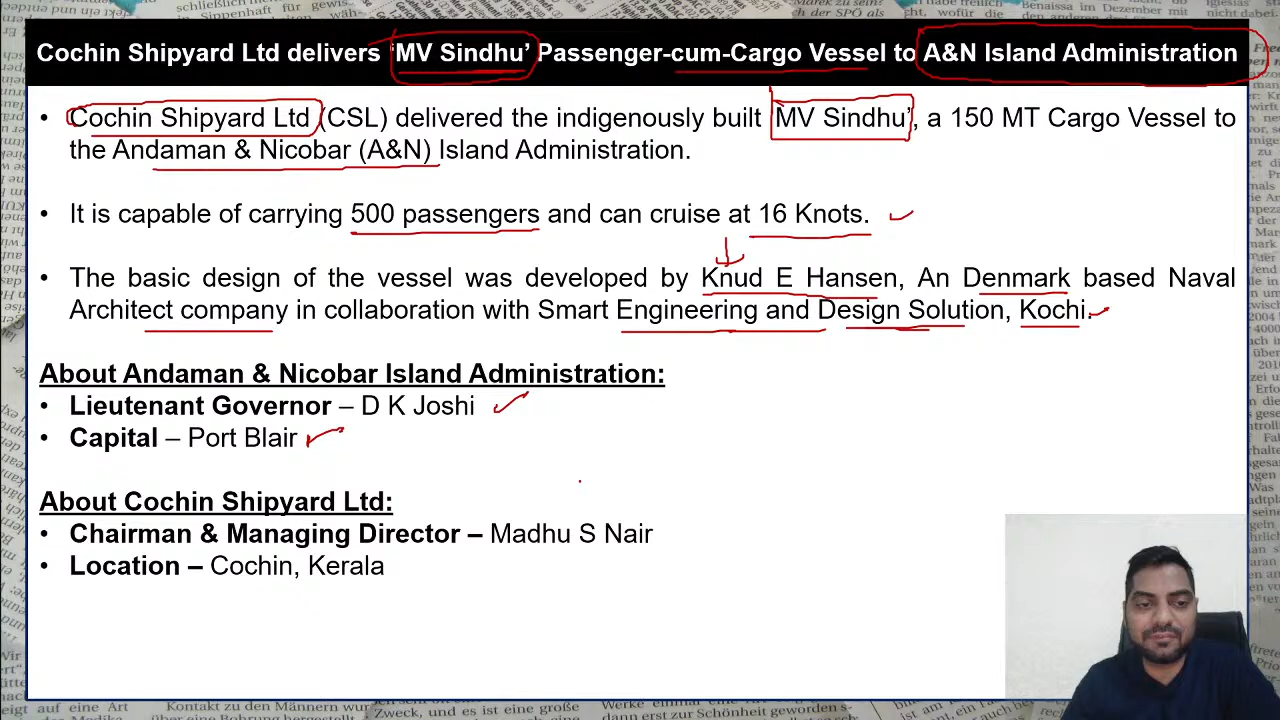 Cochin Shipyard Ltd delivers 'MV Sindhu' Passenger-cum-Cargo Vessel to A&N Island Administration
• Cochin Shipyard Ltd (CSL) delivered the indigenously built 'MV Sindhu', a 150 MT Cargo Vessel to
the Andaman & Nicobar (A&N) Island Administration.
• It is capable of carrying 500 passengers and can cruise at 16 Knots.
• The basic design of the vessel was developed by Knud E Hansen, An Denmark based Naval
Architect company in collaboration with Smart Engineering and Design Solution, Kochi.
About Andaman & Nicobar Island Administration:
• Lieutenant Governor – D K Joshi
• Capital – Port Blair
About Cochin Shipyard Ltd:
• Chairman & Managing Director – Madhu S Nair
• Location – Cochin, Kerala